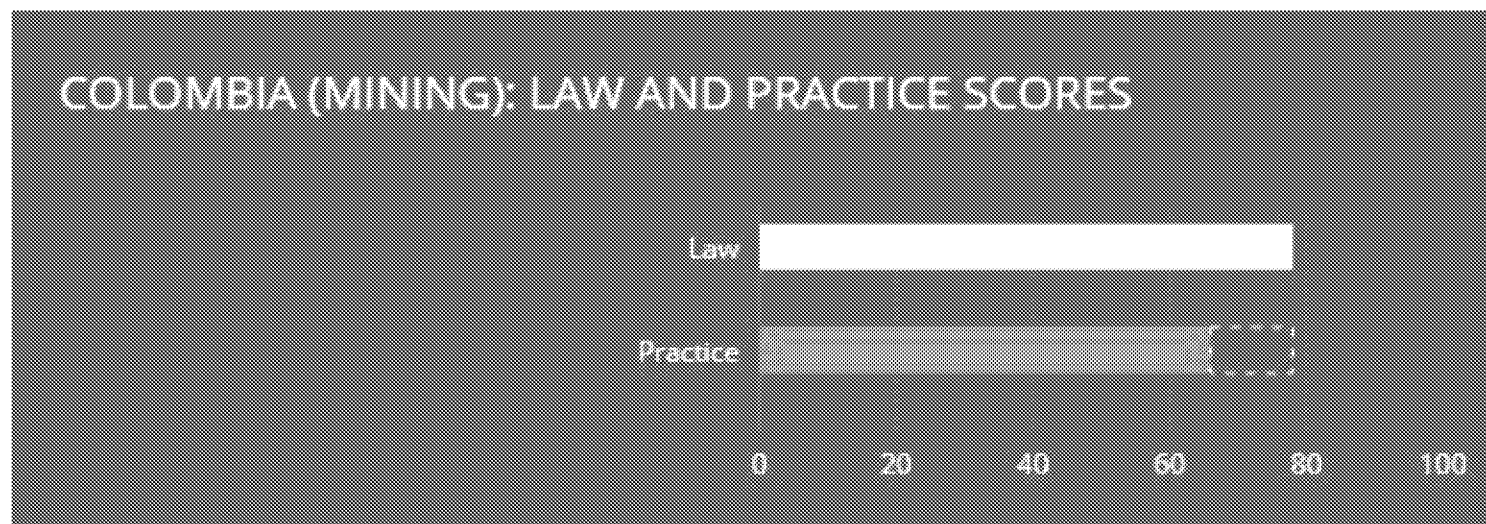 COLOMBIA (MINING): LAW AND PRACTICE SCORES
Law
Practice
0 20 40 60 80 100